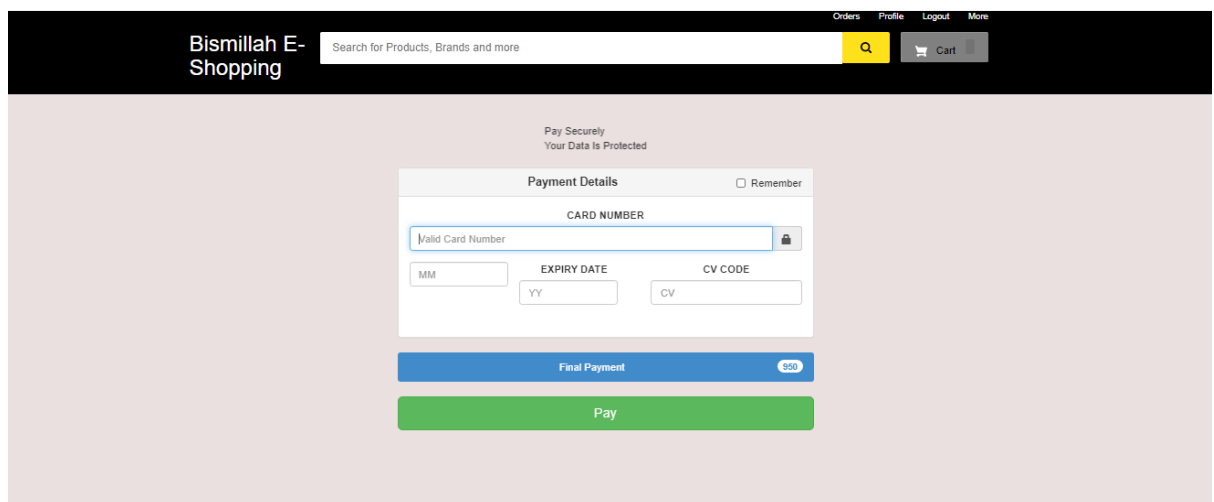 Orders Profile Logout More
Bismillah E-
Shopping
Search for Products, Brands and more
Cart
Pay Securely
Your Data Is Protected
Payment Details
Remember
CARD NUMBER
Valid Card Number
EXPIRY DATE
CV CODE
MM
YY
CV
Final Payment
950
Pay